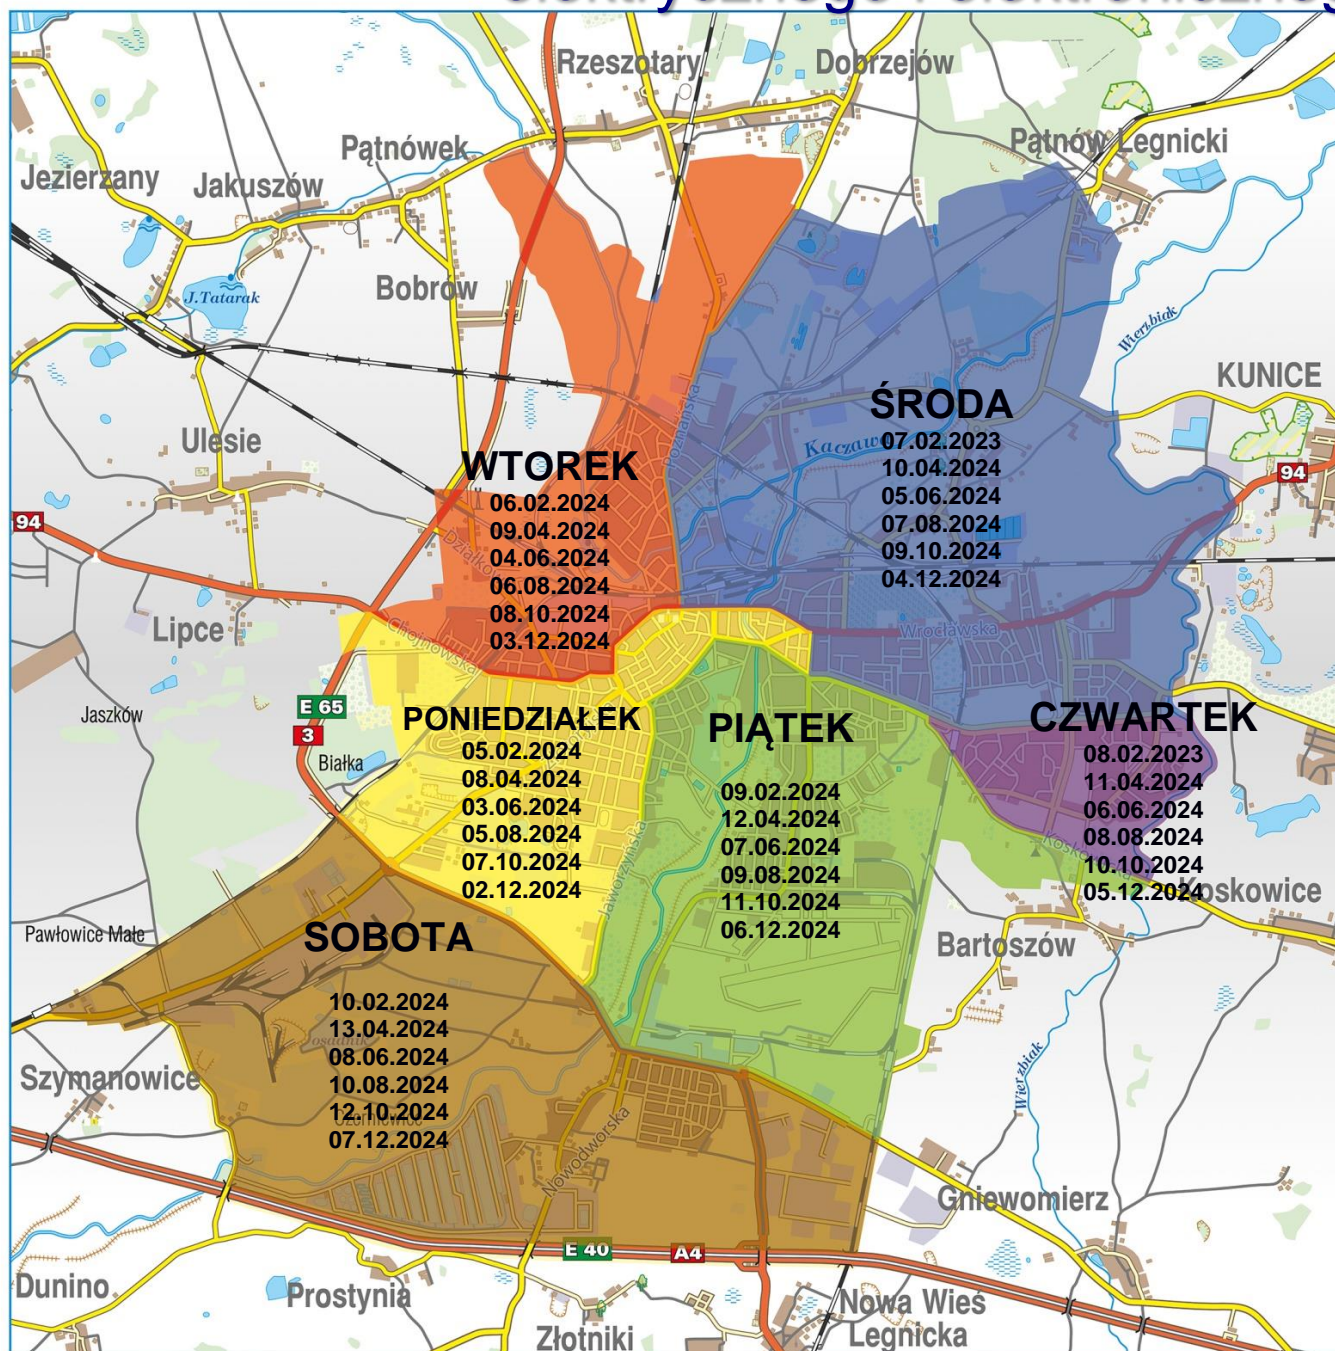 elektrycznego i elektroniczneg
Rzeszotary
Dobrzejów
Pątnówek
Pątnów Legnicki
Jezierzany
Jakuszów
Bobrów
J.Tatarak
Wierzbiak
KUNICE
Ulesie
94
94
Poznańska
Kaczawa
ŚRODA
07.02.2023
10.04.2024
05.06.2024
07.08.2024
09.10.2024
04.12.2024
WTOREK
06.02.2024
09.04.2024
04.06.2024
06.08.2024
08.10.2024
03.12.2024
Lipce
Chojnowska
Wrocławska
E 65
3
Jaszków
Białka
PONIEDZIAŁEK
05.02.2024
08.04.2024
03.06.2024
05.08.2024
07.10.2024
02.12.2024
PIĄTEK
09.02.2024
12.04.2024
07.06.2024
09.08.2024
11.10.2024
06.12.2024
CZWARTEK
08.02.2023
11.04.2024
06.06.2024
08.08.2024
10.10.2024
05.12.2024
Koskowice
Jaworzyńska
Pawłowice Małe
Bartoszów
SOBOTA
10.02.2024
13.04.2024
08.06.2024
10.08.2024
12.10.2024
07.12.2024
osadnik
Szymanowice
Wierzbiak
Nowodworska
Gniewomierz
E 40
A4
Dunino
Prostynia
Złotniki
Nowa Wieś
Legnicka